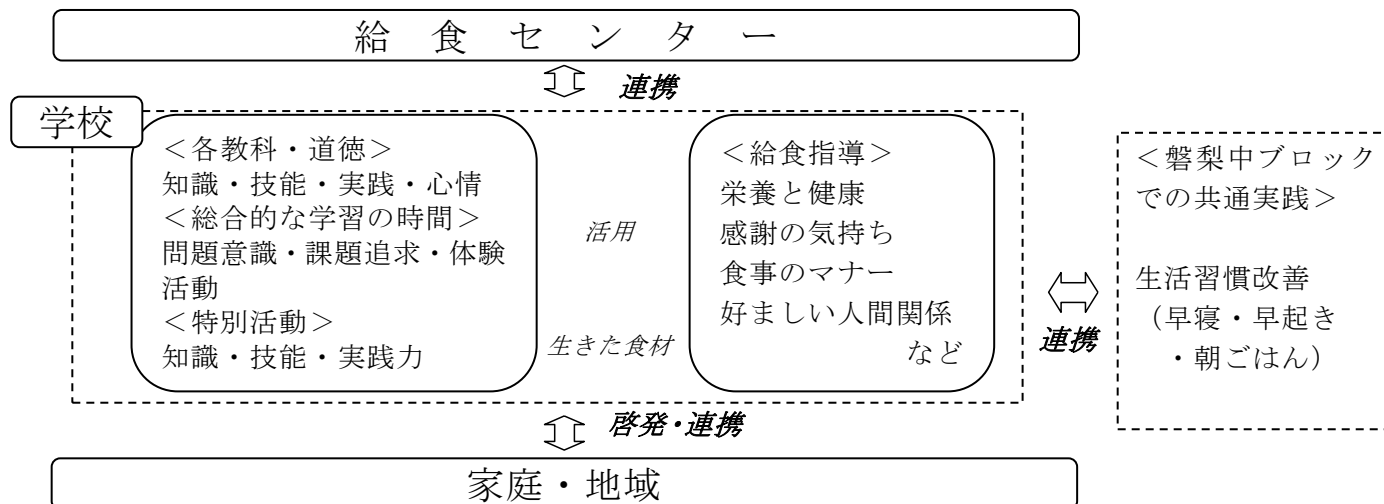 給　食　セ　ン　タ　ー
連携
学校
＜各教科・道徳＞
知識・技能・実践・心情
＜総合的な学習の時間＞
問題意識・課題追求・体験
活動
＜特別活動＞
知識・技能・実践力
活用
生きた食材
＜給食指導＞
栄養と健康
感謝の気持ち
食事のマナー
好ましい人間関係
など
連携
＜磐梨中ブロック
での共通実践＞
生活習慣改善
（早寝・早起き
・朝ごはん）
啓発・連携
家庭・地域